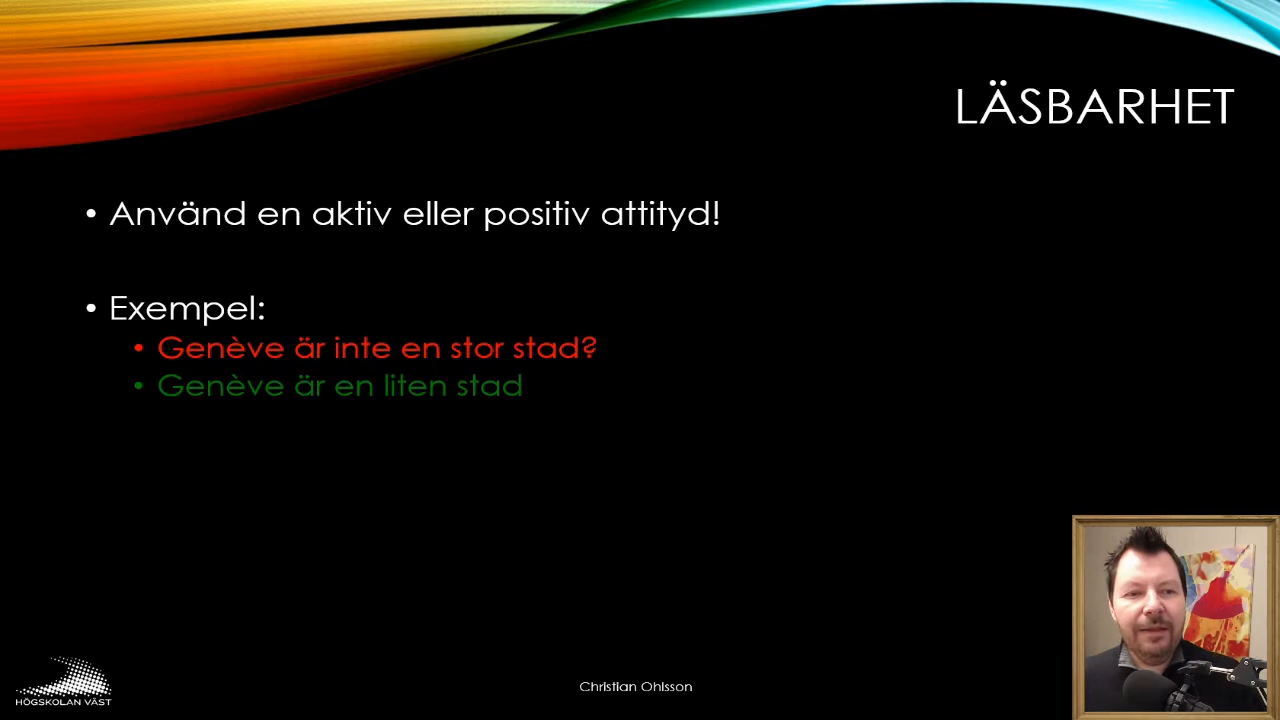 LÄSBARHET
• Använd en aktiv eller positiv attityd!
• Exempel:
• Genève är inte en stor stad?
• Genève är en liten stad
HÖGSKOLAN VÄST
Christian Ohlsson